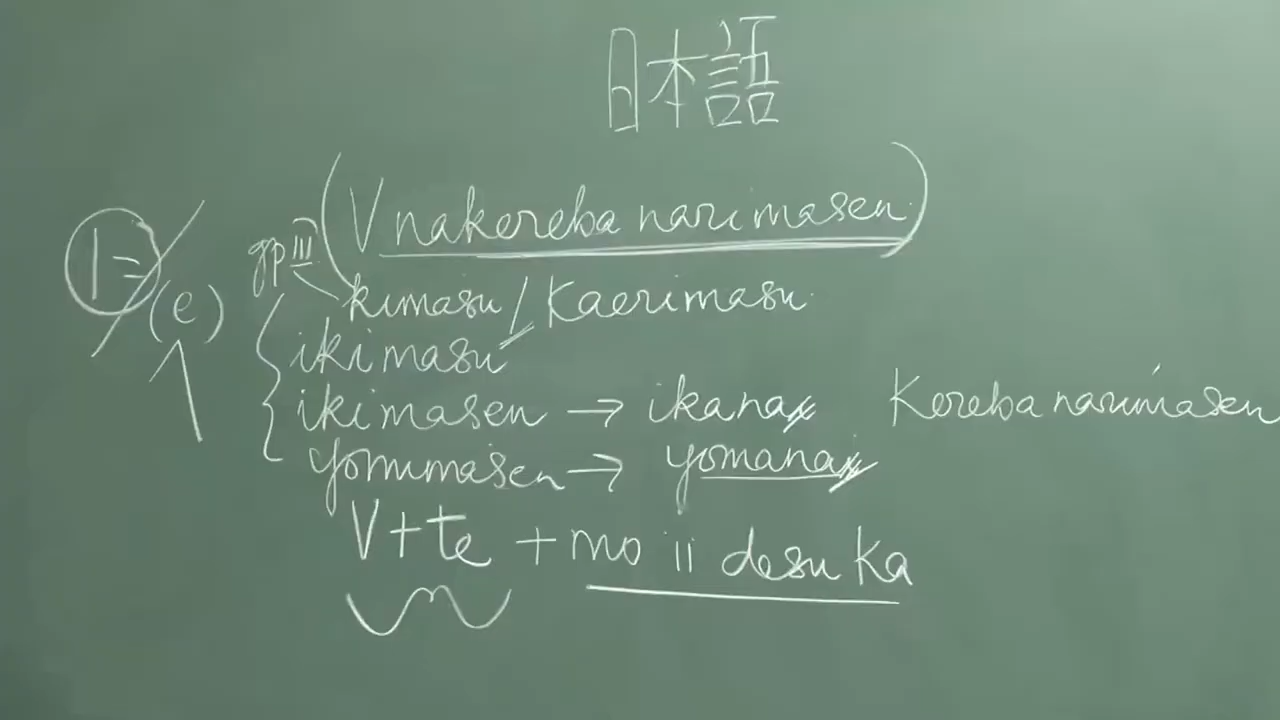 日本語
V nakereba narimasen
1=
gp III
kimasu / Kaerimasu
(e)
ikimasu
ikimasen → ikana Kereba narimasen
yomimasen → yomana
V+te + mo ii desu Ka